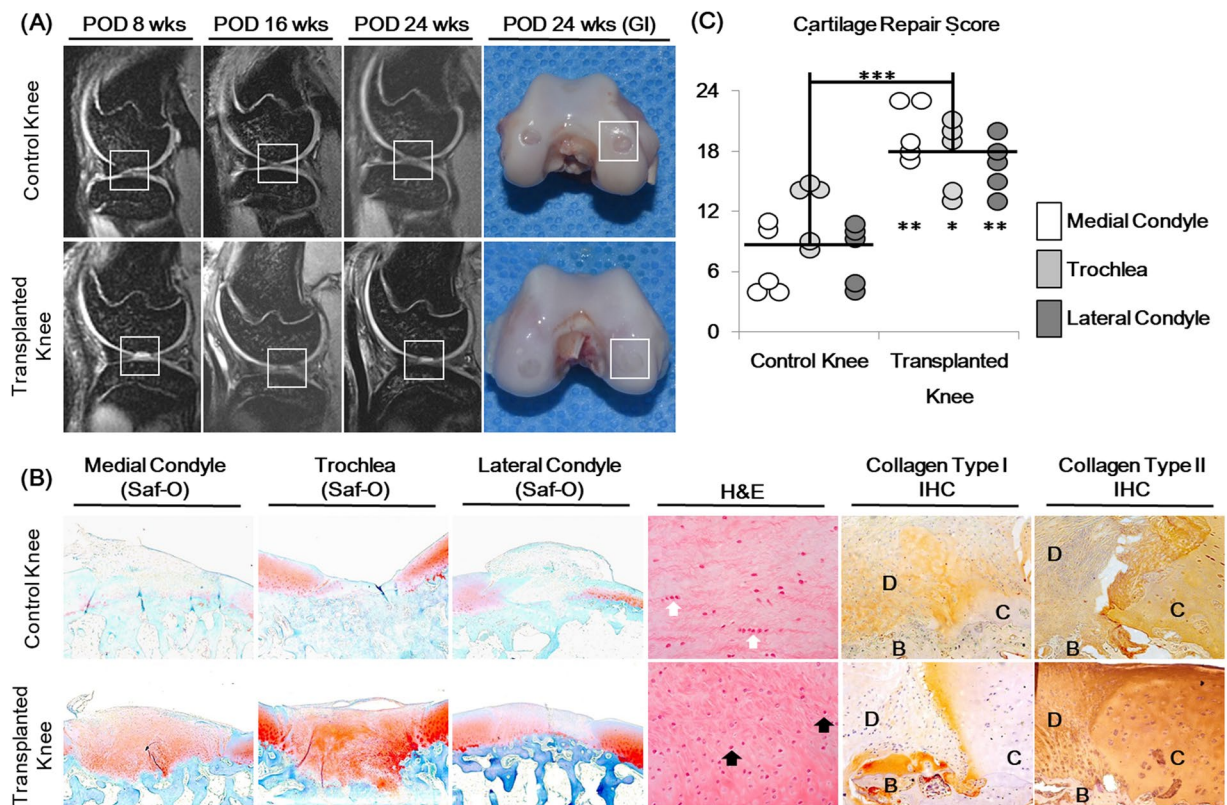 (A)
POD 8 wks
POD 16 wks
POD 24 wks
POD 24 wks (GI)
Control Knee
Transplanted
Knee
(C)
Cartilage Repair Score
***
24
18
12
6
0
** * **
Control Knee
Transplanted
Knee
Medial Condyle
Trochlea
Lateral Condyle
(B)
Medial Condyle
(Saf-O)
Trochlea
(Saf-O)
Lateral Condyle
(Saf-O)
H&E
Collagen Type I
IHC
Collagen Type II
IHC
Control Knee
D
C
B
D
C
B
Transplanted
Knee
D
C
B
D
C
B